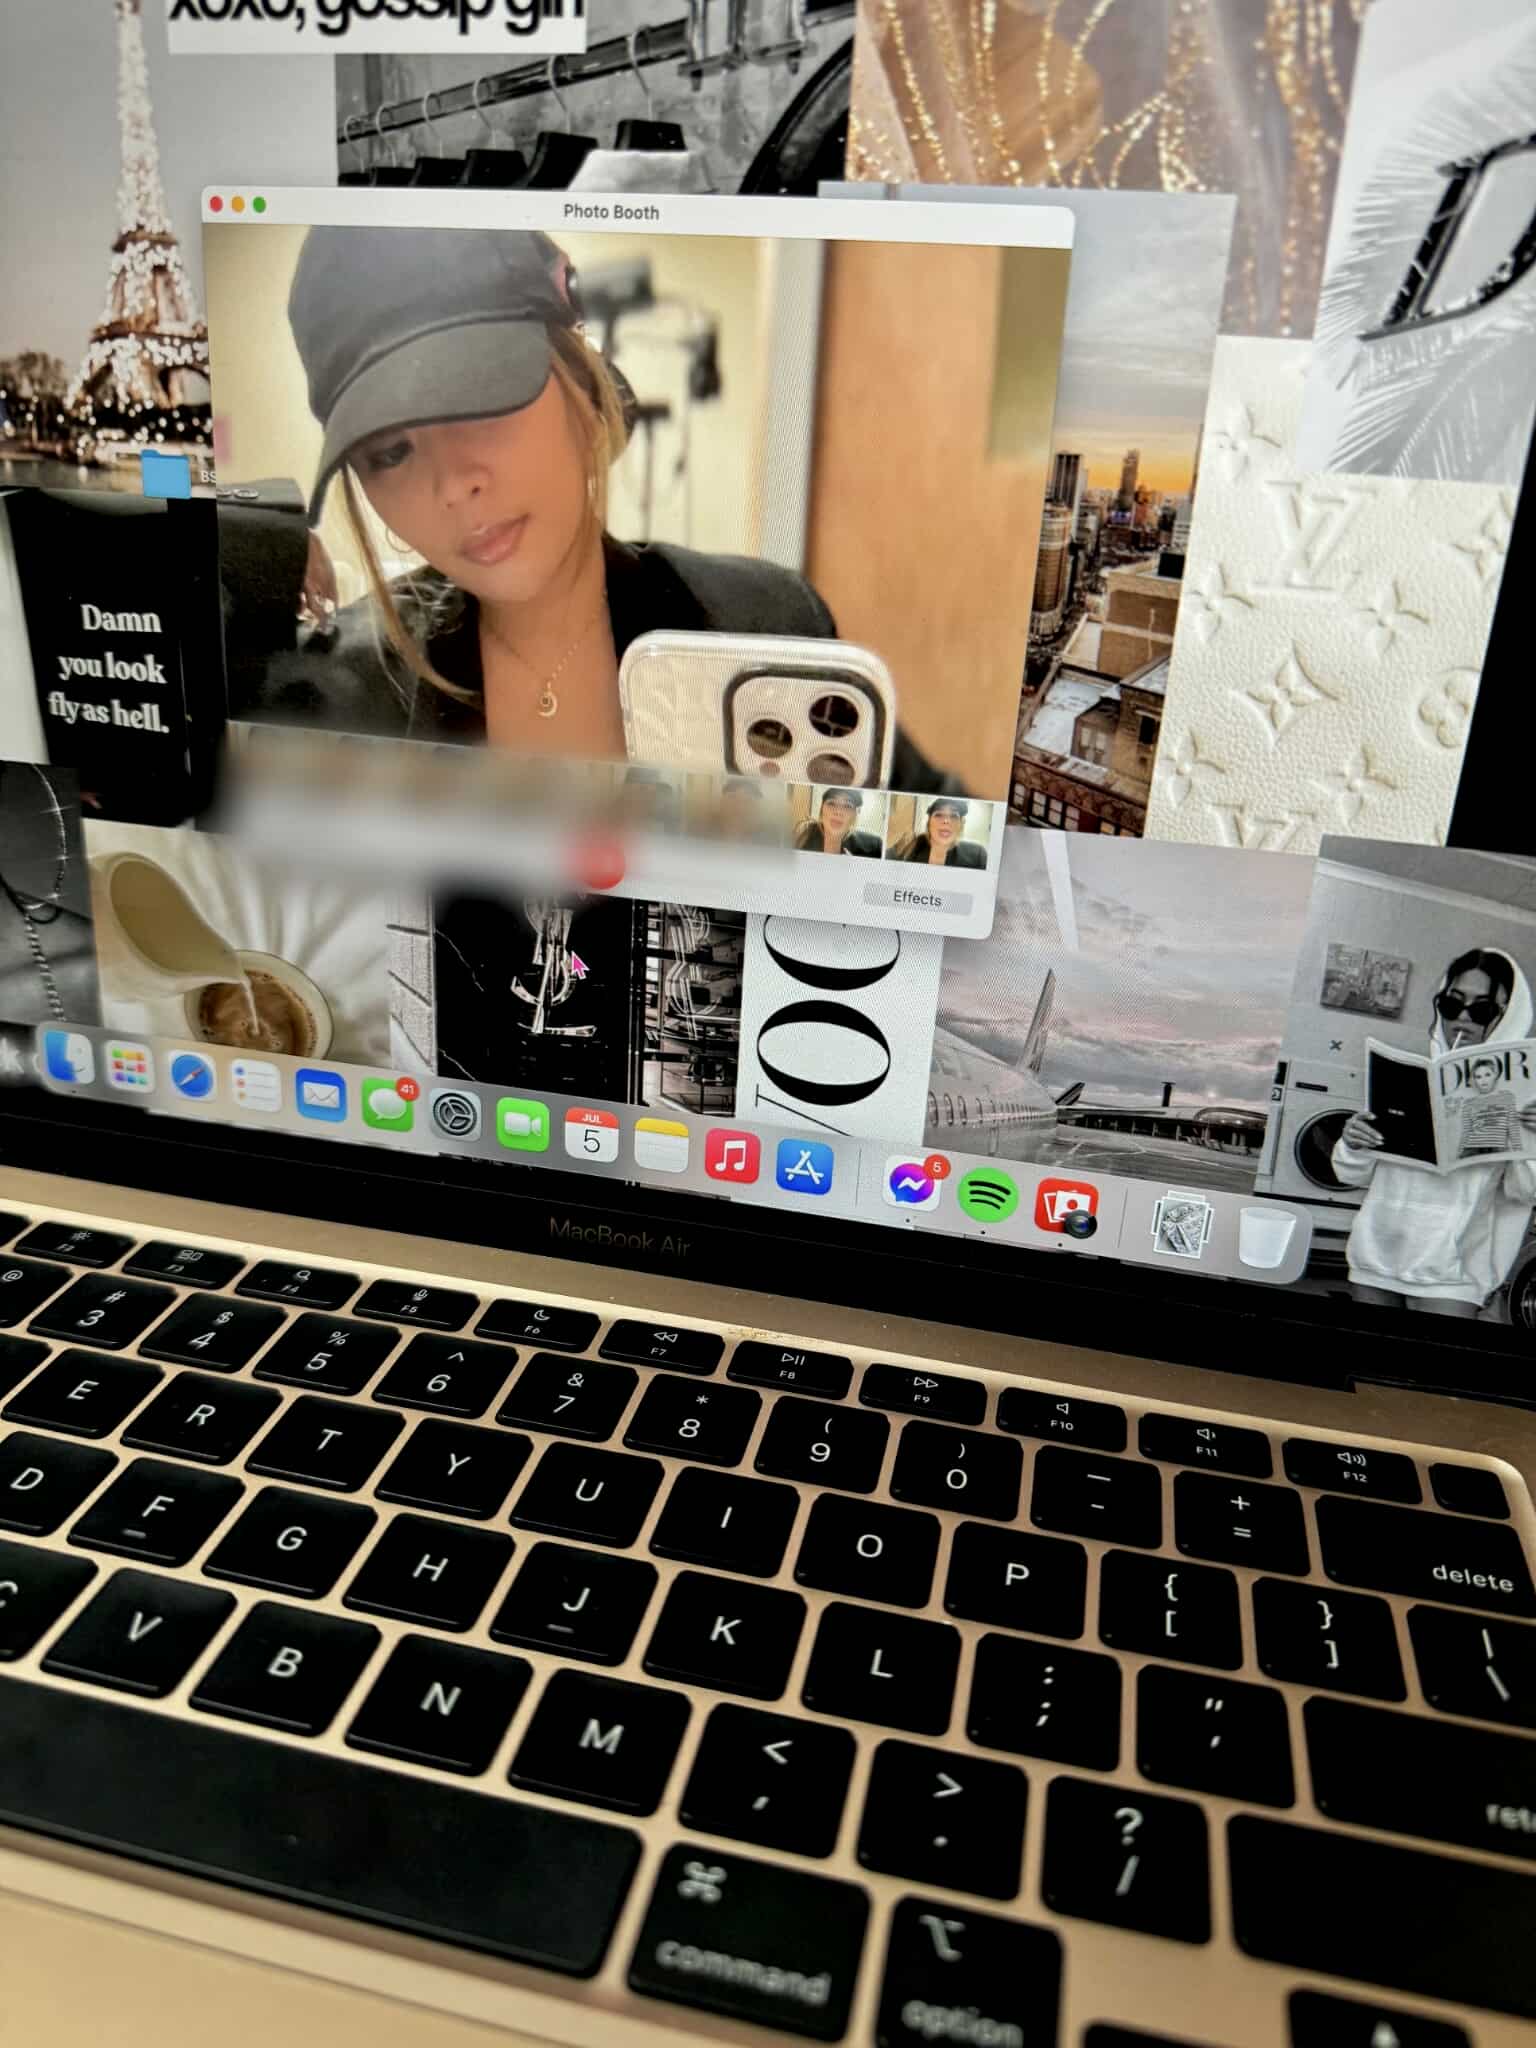 xoxo, gossip girl
Photo Booth
Damn
you look
fly as hell.
LV
Effects
41
5
JUL
5
DIOR
MacBook Air
F3
F4
F5
F6
F7
F8
F9
F10
F11
F12
@
# 3
$ 4
% 5
^ 6
& 7
* 8
( 9
) 0
— -
+ =
delete
E R T Y U I O P { [ } ] | \
D F G H J K L : ; " '
C V B N M < , > . ? /
⌘
command
⌥
option